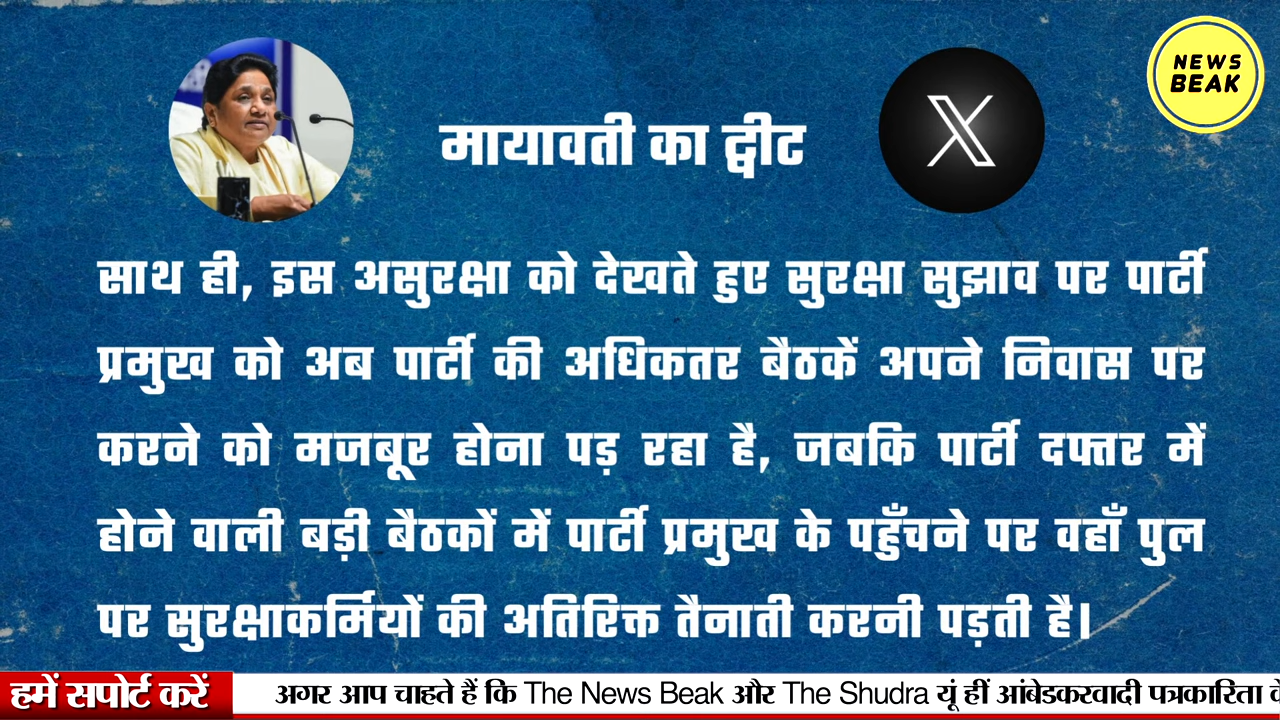 NEWS
BEAK
मायावती का ट्वीट
साथ ही, इस असुरक्षा को देखते हुए सुरक्षा सुझाव पर पार्टी
प्रमुख को अब पार्टी की अधिकतर बैठकें अपने निवास पर
करने को मजबूर होना पड़ रहा है, जबकि पार्टी दफ्तर में
होने वाली बड़ी बैठकों में पार्टी प्रमुख के पहुँचने पर वहाँ पुल
पर सुरक्षाकर्मियों की अतिरिक्त तैनाती करनी पड़ती है।
हमें सपोर्ट करें
अगर आप चाहते हैं कि The News Beak और The Shudra यूं हीं आंबेडकरवादी पत्रकारिता